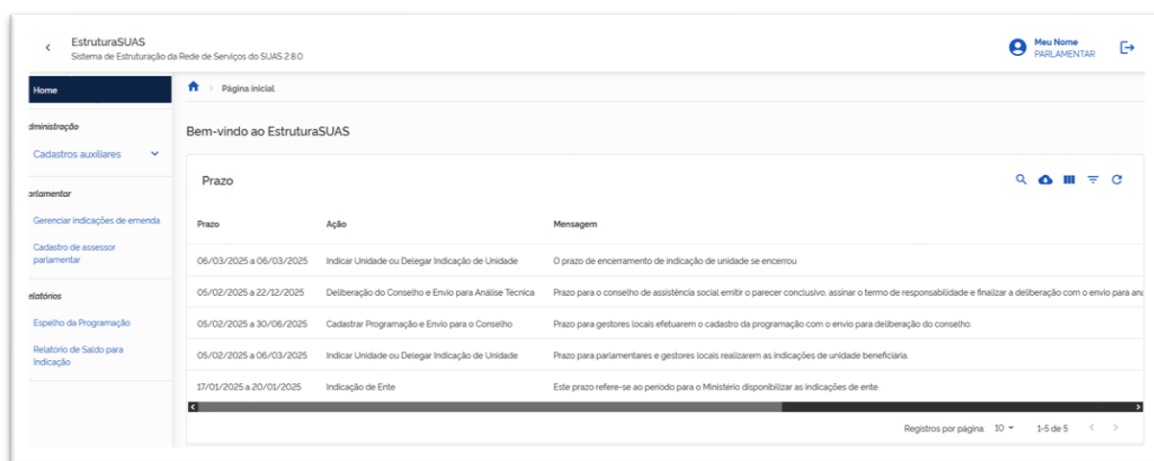 EstruturaSUAS
Sistema de Estruturação da Rede de Serviços do SUAS 2.8.0
Meu Nome
PARLAMENTAR
Home
Página inicial
dministração
Cadastros auxiliares
Bem-vindo ao EstruturaSUAS
Prazo
arlamentar
Gerenciar indicações de emenda
Cadastro de assessor
parlamentar
elatórios
Espelho da Programação
Relatório de Saldo para
Indicação
Prazo Ação Mensagem
06/03/2025 a 06/03/2025 Indicar Unidade ou Delegar Indicação de Unidade O prazo de encerramento de indicação de unidade se encerrou
05/02/2025 a 22/12/2025 Deliberação do Conselho e Envio para Análise Técnica Prazo para o conselho de assistência social emitir o parecer conclusivo, assinar o termo de responsabilidade e finalizar a deliberação com o envio para aná
05/02/2025 a 30/06/2025 Cadastrar Programação e Envio para o Conselho Prazo para gestores locais efetuarem o cadastro da programação com o envio para deliberação do conselho.
05/02/2025 a 06/03/2025 Indicar Unidade ou Delegar Indicação de Unidade Prazo para parlamentares e gestores locais realizarem as indicações de unidade beneficiária.
17/01/2025 a 20/01/2025 Indicação de Ente Este prazo refere-se ao período para o Ministério disponibilizar as indicações de ente.
Registros por página: 10 1-5 de 5